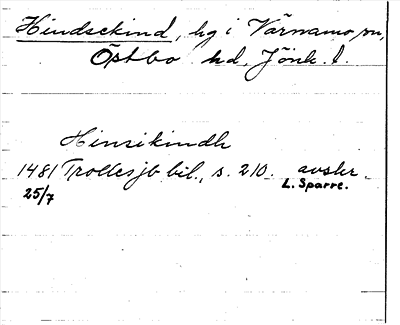 Hindsekind, hg i Värnamo sn,
Östbo hd, Jönk. l.
Hinsikindh
1481 Trollesjb bil., s. 210. avskr.
25/7 L. Sparre.